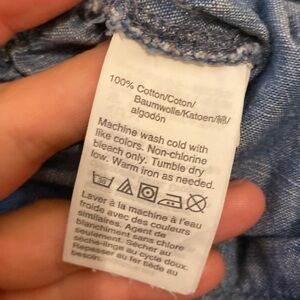 100% Cotton/Coton/
Baumwolle/Katoen/綿/
algodón
Machine wash cold with
like colors. Non-chlorine
bleach only. Tumble dry
low. Warm iron as needed.
Laver à la machine à l'eau
froide avec des couleurs
similaires. Agent de
blanchiment sans chlore
seulement. Sécher au
sèche-linge au cycle doux.
Repasser au fer tiède au
besoin.